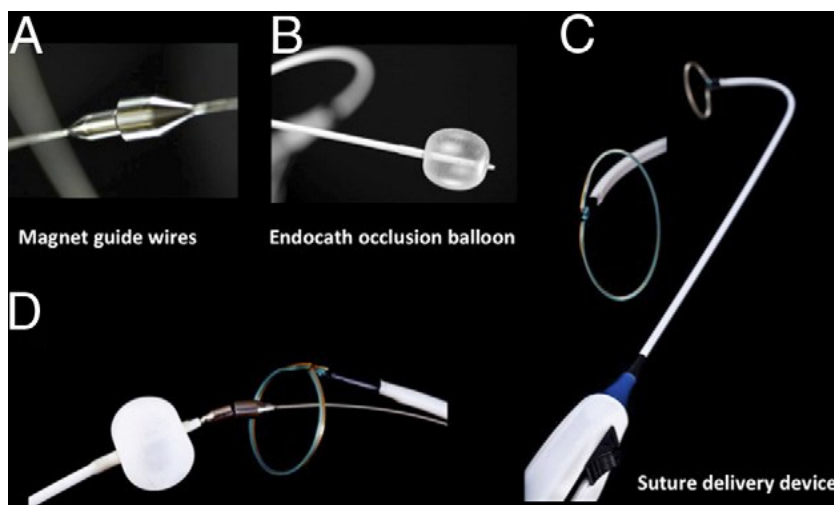 A
B
C
Magnet guide wires
Endocath occlusion balloon
D
Suture delivery device